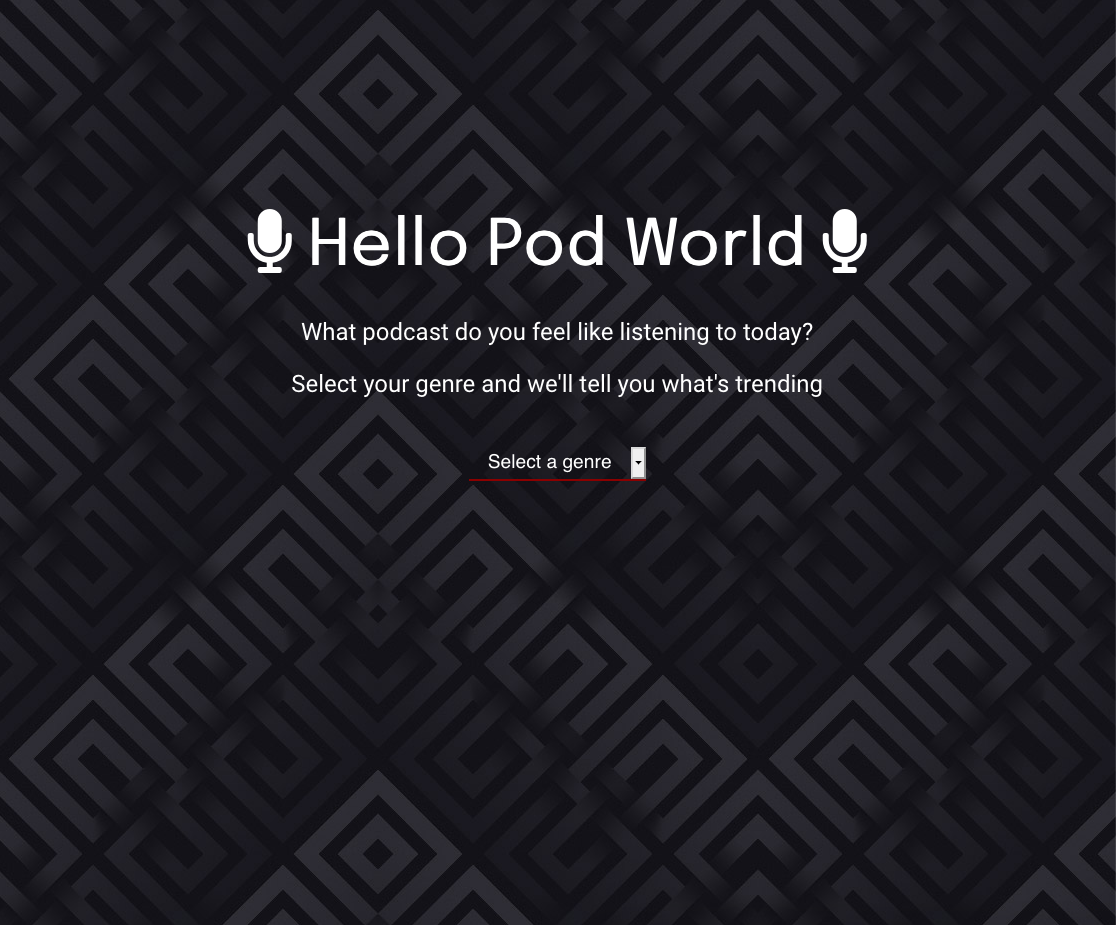 Hello Pod World
What podcast do you feel like listening to today?
Select your genre and we'll tell you what's trending
Select a genre